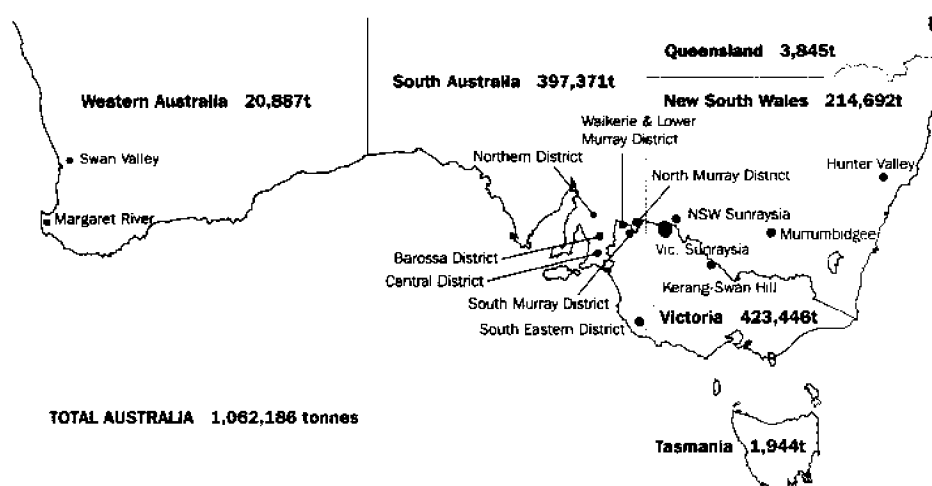 Queensland 3,845t
South Australia 397,371t
Western Australia 20,887t
New South Wales 214,692t
Waikerie & Lower
Murray District
Northern District
Swan Valley
Hunter Valley
North Murray District
Margaret River
NSW Sunraysia
Murrumbidgee
Barossa District
Vic. Sunraysia
Central District
Kerang-Swan Hill
South Murray District
Victoria 423,446t
South Eastern District
TOTAL AUSTRALIA 1,062,186 tonnes
Tasmania 1,944t